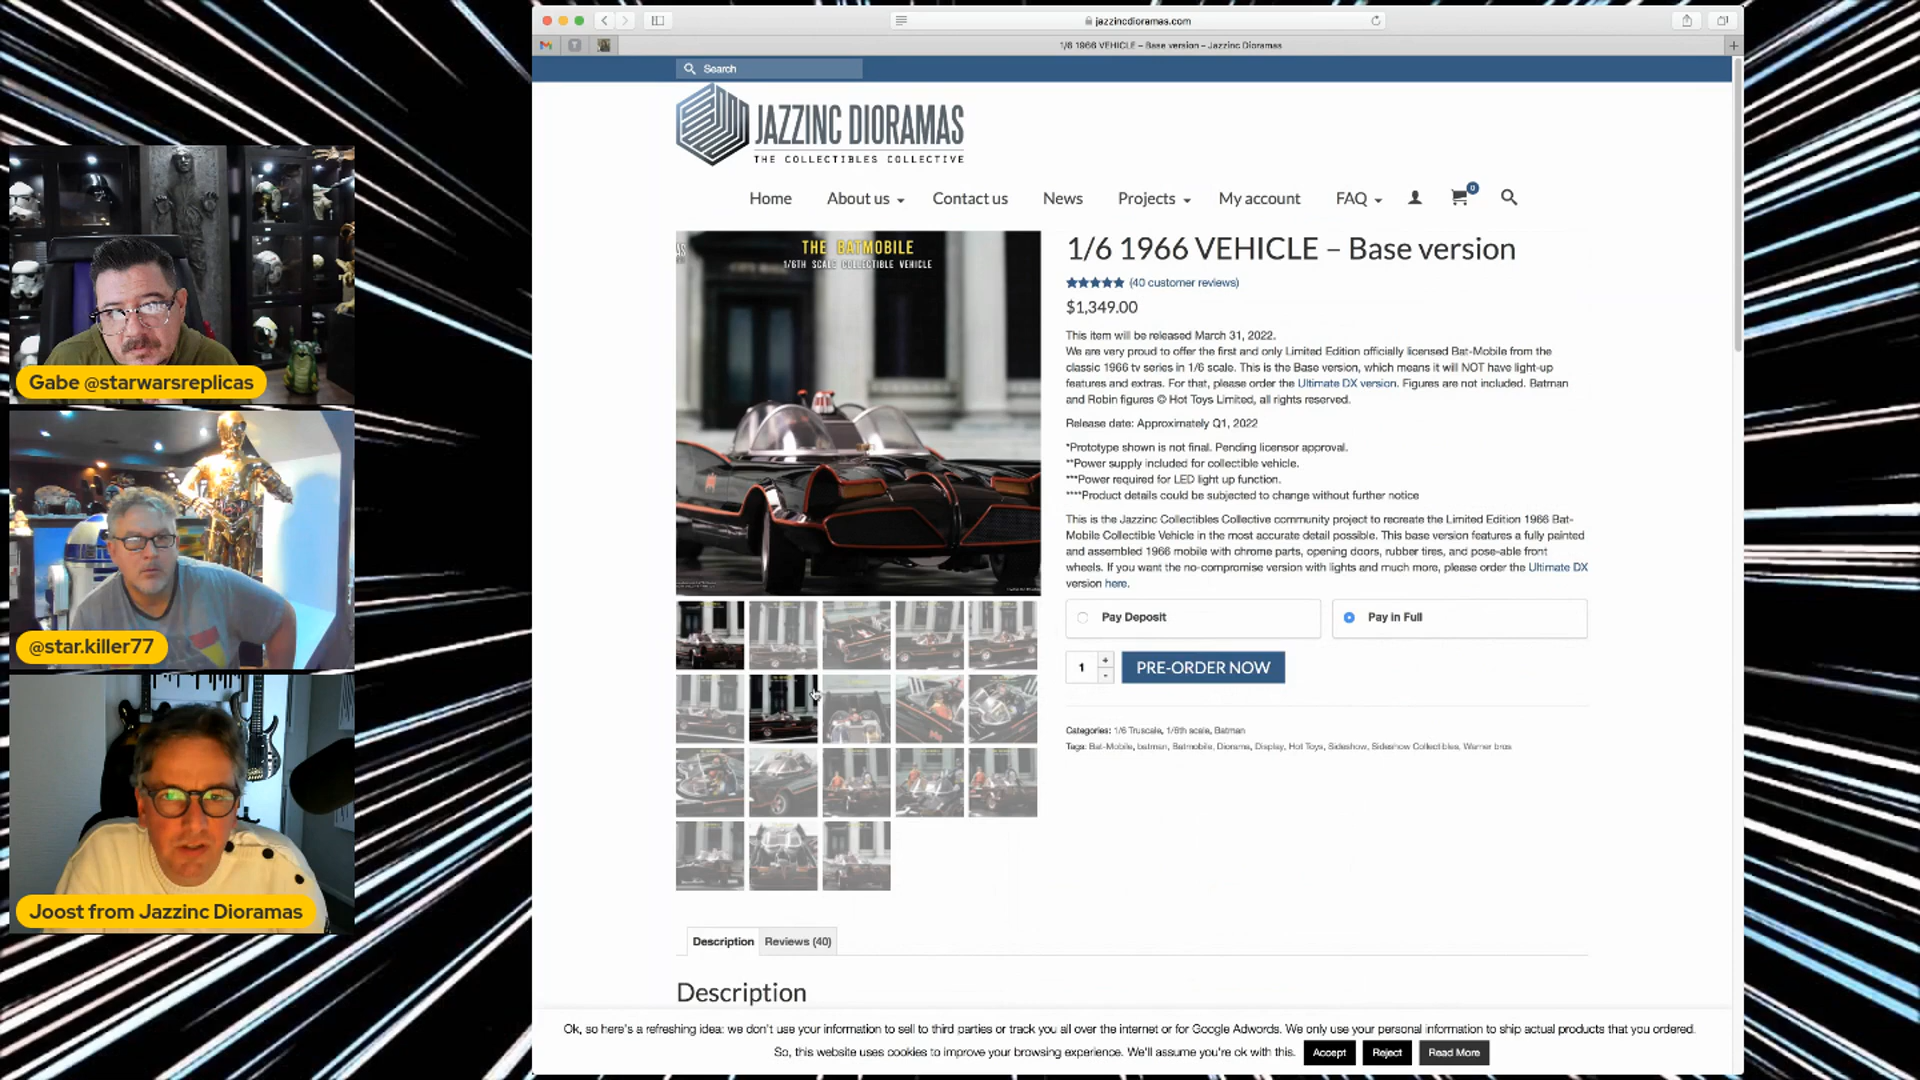 jazzincdioramas.com
1/6 1966 VEHICLE – Base version – Jazzinc Dioramas
Search
JAZZINC DIORAMAS
THE COLLECTIBLES COLLECTIVE
Home
About us
Contact us
News
Projects
My account
FAQ
0
THE BATMOBILE
1/6TH SCALE COLLECTIBLE VEHICLE
1/6 1966 VEHICLE – Base version
(40 customer reviews)
$1,349.00
This item will be released March 31, 2022.
We are very proud to offer the first and only Limited Edition officially licensed Bat-Mobile from the
classic 1966 tv series in 1/6 scale. This is the Base version, which means it will NOT have light-up
features and extras. For that, please order the Ultimate DX version. Figures are not included. Batman
and Robin figures © Hot Toys Limited, all rights reserved.
Release date: Approximately Q1, 2022
*Prototype shown is not final. Pending licensor approval.
**Power supply included for collectible vehicle.
***Power required for LED light up function.
****Product details could be subjected to change without further notice
This is the Jazzinc Collectibles Collective community project to recreate the Limited Edition 1966 Bat-
Mobile Collectible Vehicle in the most accurate detail possible. This base version features a fully painted
and assembled 1966 mobile with chrome parts, opening doors, rubber tires, and pose-able front
wheels. If you want the no-compromise version with lights and much more, please order the Ultimate DX
version here.
Pay Deposit
Pay in Full
1
+
-
PRE-ORDER NOW
Categories: 1/6 Truscale, 1/6th scale, Batman
Tags: Bat-Mobile, batman, Batmobile, Diorama, Display, Hot Toys, Sideshow, Sideshow Collectibles, Warner bros
Description
Reviews (40)
Description
Ok, so here's a refreshing idea: we don't use your information to sell to third parties or track you all over the internet or for Google Adwords. We only use your personal information to ship actual products that you ordered.
So, this website uses cookies to improve your browsing experience. We'll assume you're ok with this.
Accept
Reject
Read More
Gabe @starwarsreplicas
@star.killer77
Joost from Jazzinc Dioramas